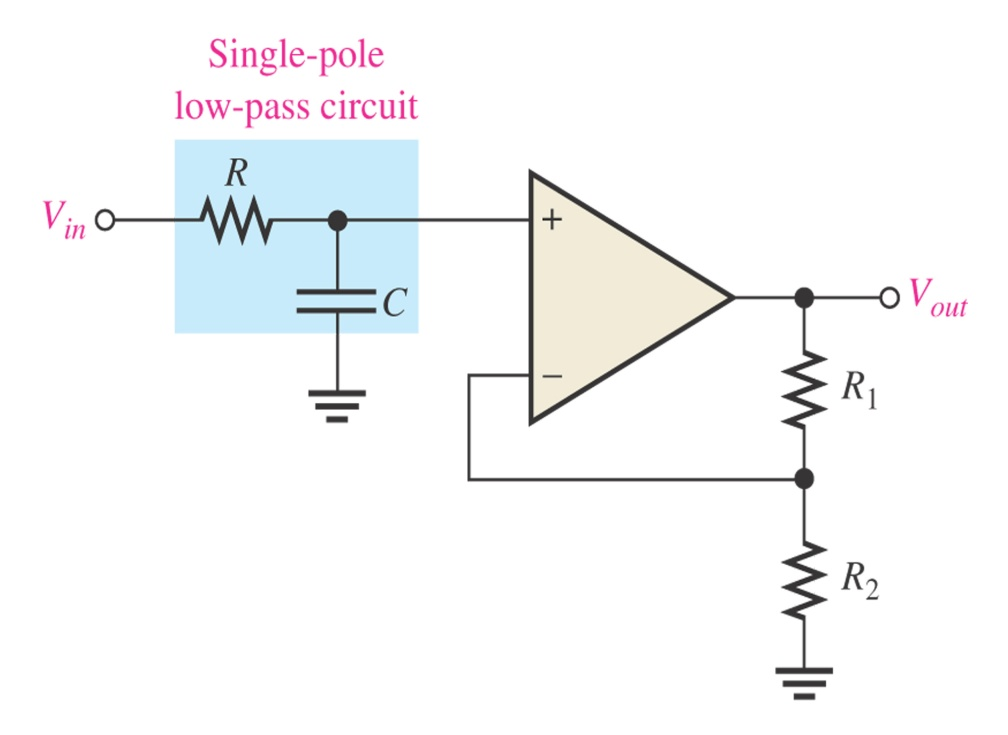 Single-pole
low-pass circuit
R
V_in
+
C
V_out
−
R_1
R_2